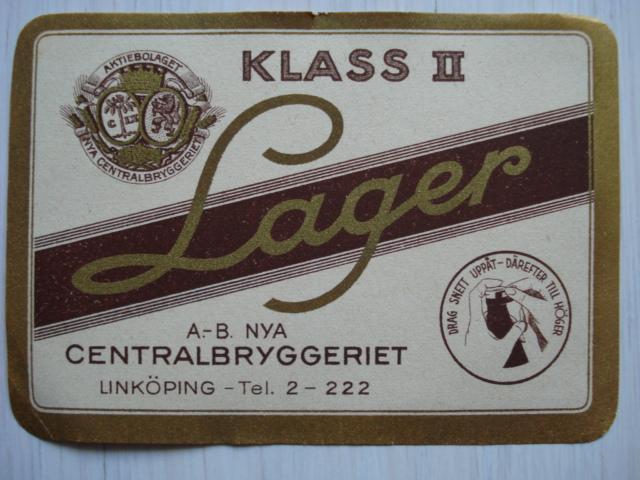 AKTIEBOLAGET
NYA CENTRALBRYGGERIET
KLASS II
Lager
DRAG SNETT UPPÅT - DÄREFTER TILL HÖGER
A.-B. NYA
CENTRALBRYGGERIET
LINKÖPING - Tel. 2 - 222